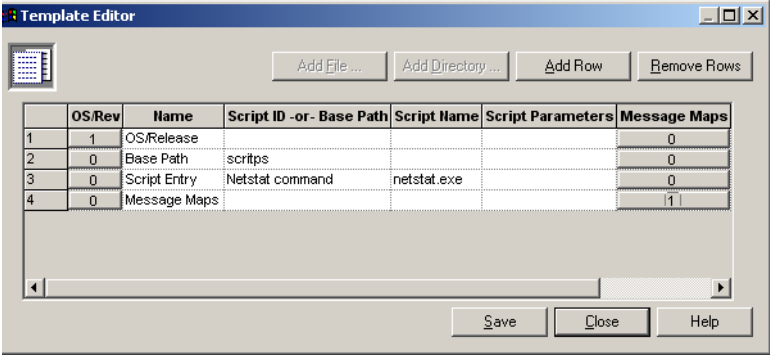 Template Editor
Add File ... Add Directory ... Add Row Remove Rows
OS/Rev Name Script ID -or- Base Path Script Name Script Parameters Message Maps
1 1 OS/Release 0
2 0 Base Path scritps 0
3 0 Script Entry Netstat command netstat.exe 0
4 0 Message Maps 1
Save Close Help